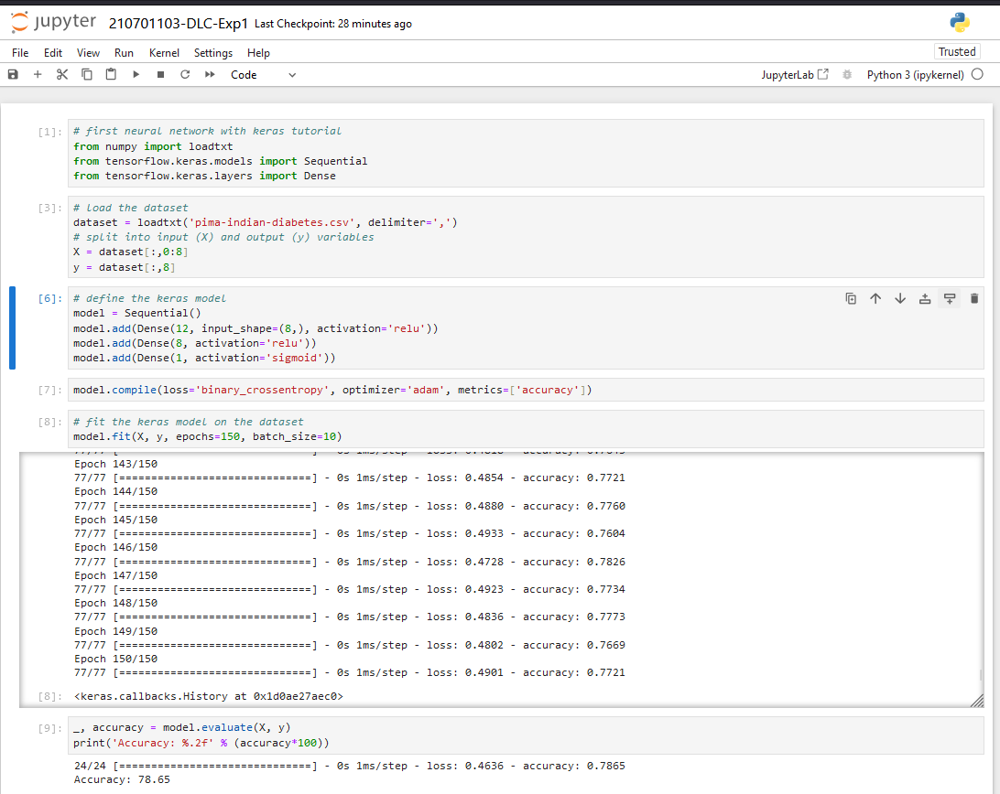 jupyter 210701103-DLC-Exp1 Last Checkpoint: 28 minutes ago
File Edit View Run Kernel Settings Help
Trusted
Code
JupyterLab Python 3 (ipykernel)
[1]: # first neural network with keras tutorial
from numpy import loadtxt
from tensorflow.keras.models import Sequential
from tensorflow.keras.layers import Dense
[3]: # load the dataset
dataset = loadtxt('pima-indian-diabetes.csv', delimiter=',')
# split into input (X) and output (y) variables
X = dataset[:,0:8]
y = dataset[:,8]
[6]: # define the keras model
model = Sequential()
model.add(Dense(12, input_shape=(8,), activation='relu'))
model.add(Dense(8, activation='relu'))
model.add(Dense(1, activation='sigmoid'))
[7]: model.compile(loss='binary_crossentropy', optimizer='adam', metrics=['accuracy'])
[8]: # fit the keras model on the dataset
model.fit(X, y, epochs=150, batch_size=10)
Epoch 143/150
77/77 [==============================] - 0s 1ms/step - loss: 0.4854 - accuracy: 0.7721
Epoch 144/150
77/77 [==============================] - 0s 1ms/step - loss: 0.4880 - accuracy: 0.7760
Epoch 145/150
77/77 [==============================] - 0s 1ms/step - loss: 0.4933 - accuracy: 0.7604
Epoch 146/150
77/77 [==============================] - 0s 1ms/step - loss: 0.4728 - accuracy: 0.7826
Epoch 147/150
77/77 [==============================] - 0s 1ms/step - loss: 0.4923 - accuracy: 0.7734
Epoch 148/150
77/77 [==============================] - 0s 1ms/step - loss: 0.4836 - accuracy: 0.7773
Epoch 149/150
77/77 [==============================] - 0s 1ms/step - loss: 0.4802 - accuracy: 0.7669
Epoch 150/150
77/77 [==============================] - 0s 1ms/step - loss: 0.4901 - accuracy: 0.7721
[8]: <keras.callbacks.History at 0x1d0ae27aec0>
[9]: _, accuracy = model.evaluate(X, y)
print('Accuracy: %.2f' % (accuracy*100))
24/24 [==============================] - 0s 1ms/step - loss: 0.4636 - accuracy: 0.7865
Accuracy: 78.65